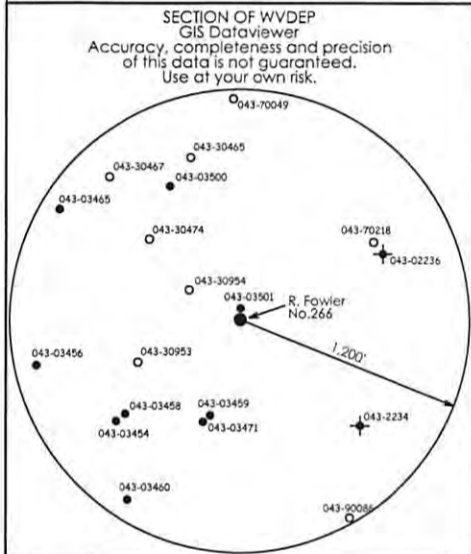 SECTION OF WVDEP
GIS Dataviewer
Accuracy, completeness and precision
of this data is not guaranteed.
Use at your own risk.
043-70049
043-30465
043-30467
043-03500
043-03465
043-30474
043-70218
043-02236
043-30954
043-03501
R. Fowler
No.266
1,200'
043-03456
043-30953
043-03458
043-03459
043-03454
043-03471
043-2234
043-03460
043-90086